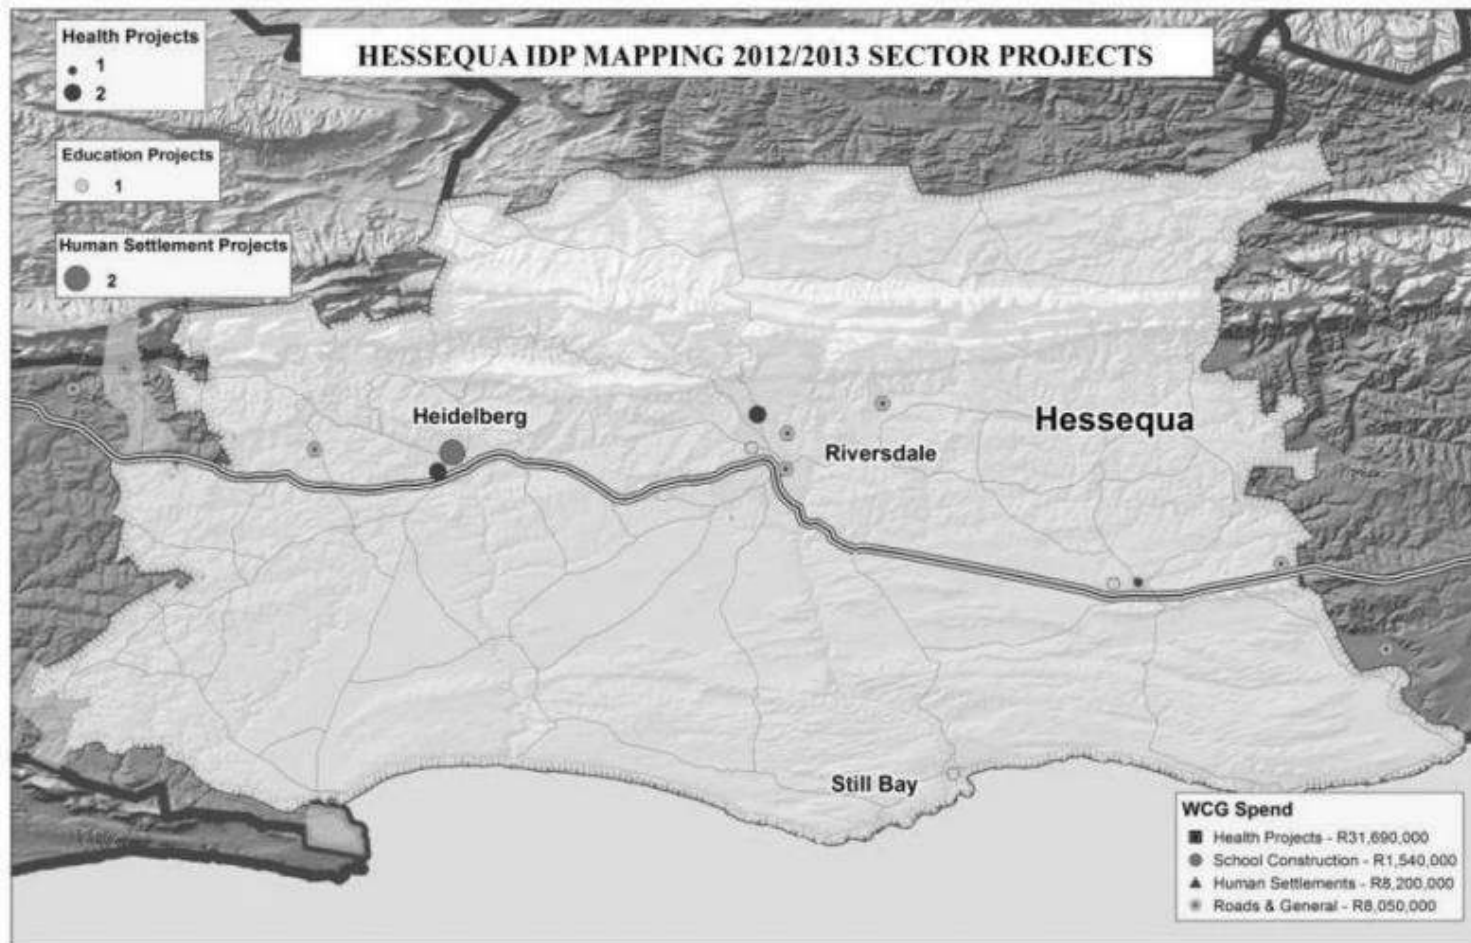 HESSEQUA IDP MAPPING 2012/2013 SECTOR PROJECTS
Health Projects
1
2
Education Projects
1
Human Settlement Projects
2
Heidelberg
Riversdale
Hessequa
Still Bay
WCG Spend
Health Projects - R31,690,000
School Construction - R1,540,000
Human Settlements - R8,200,000
Roads & General - R8,050,000